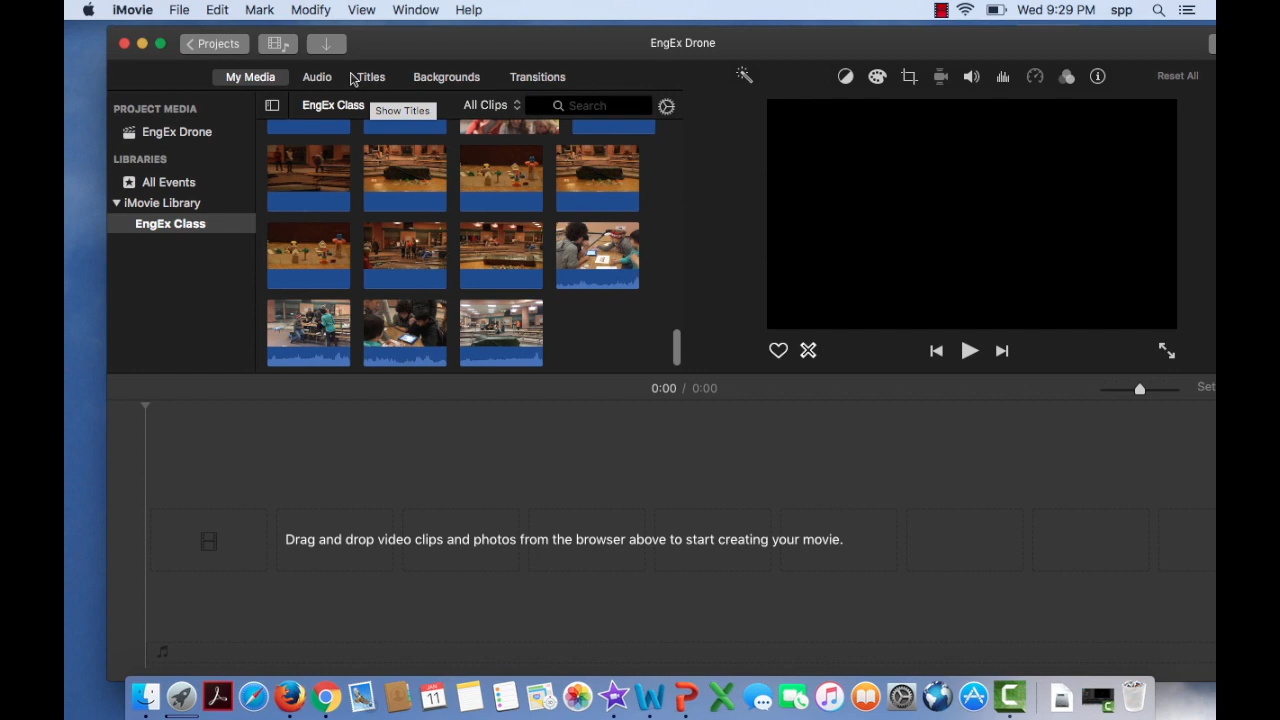 iMovie File Edit Mark Modify View Window Help Wed 9:29 PM spp
Projects EngEx Drone
My Media Audio Titles Backgrounds Transitions Reset All
PROJECT MEDIA
EngEx Drone
LIBRARIES
All Events
iMovie Library
EngEx Class
EngEx Class All Clips Search
Show Titles
0:00 / 0:00 Set
Drag and drop video clips and photos from the browser above to start creating your movie.
JAN
11